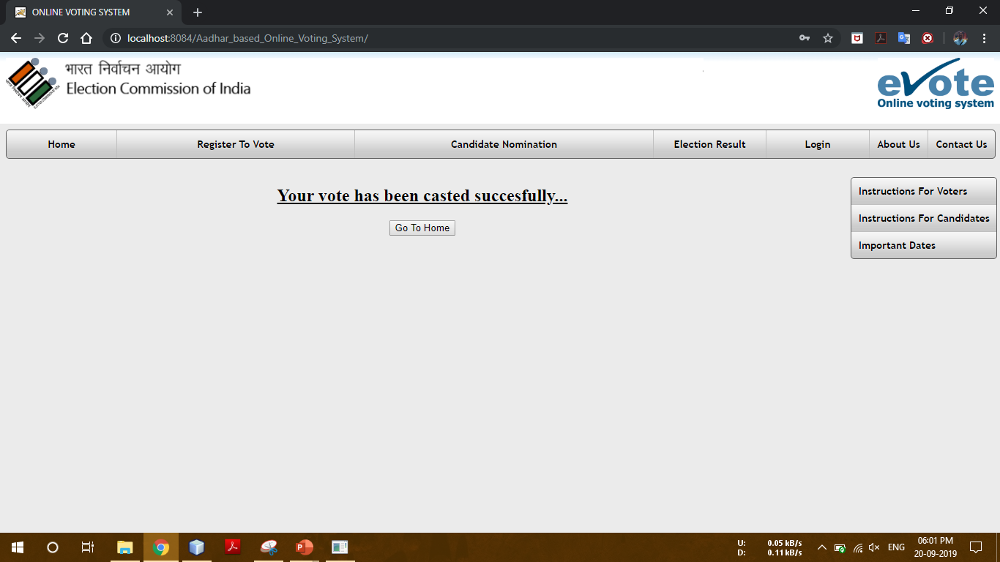 ONLINE VOTING SYSTEM
localhost:8084/Aadhar_based_Online_Voting_System/
भारत निर्वाचन आयोग
Election Commission of India
eVote
Online voting system
Home Register To Vote Candidate Nomination Election Result Login About Us Contact Us
Your vote has been casted succesfully...
Go To Home
Instructions For Voters
Instructions For Candidates
Important Dates
U: 0.05 kB/s
D: 0.11 kB/s
ENG
06:01 PM
20-09-2019